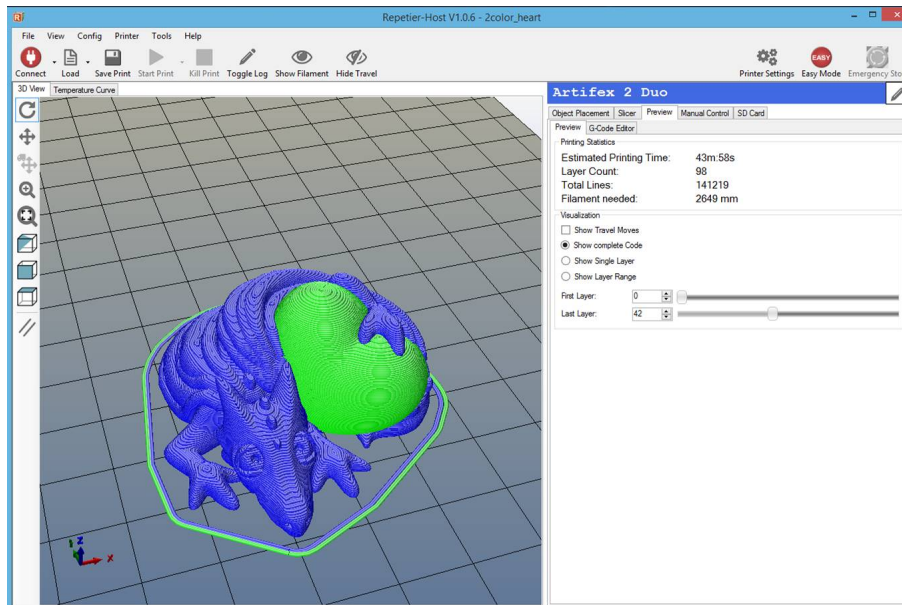 Repetier-Host V1.0.6 - 2color_heart
File View Config Printer Tools Help
Connect Load Save Print Start Print Kill Print Toggle Log Show Filament Hide Travel Printer Settings EASY Easy Mode Emergency Sto
3D View Temperature Curve
Artifex 2 Duo
Object Placement Slicer Preview Manual Control SD Card
Preview G-Code Editor
Printing Statistics
Estimated Printing Time: 43m:58s
Layer Count: 98
Total Lines: 141219
Filament needed: 2649 mm
Visualization
Show Travel Moves
Show complete Code
Show Single Layer
Show Layer Range
First Layer: 0
Last Layer: 42
Z
X